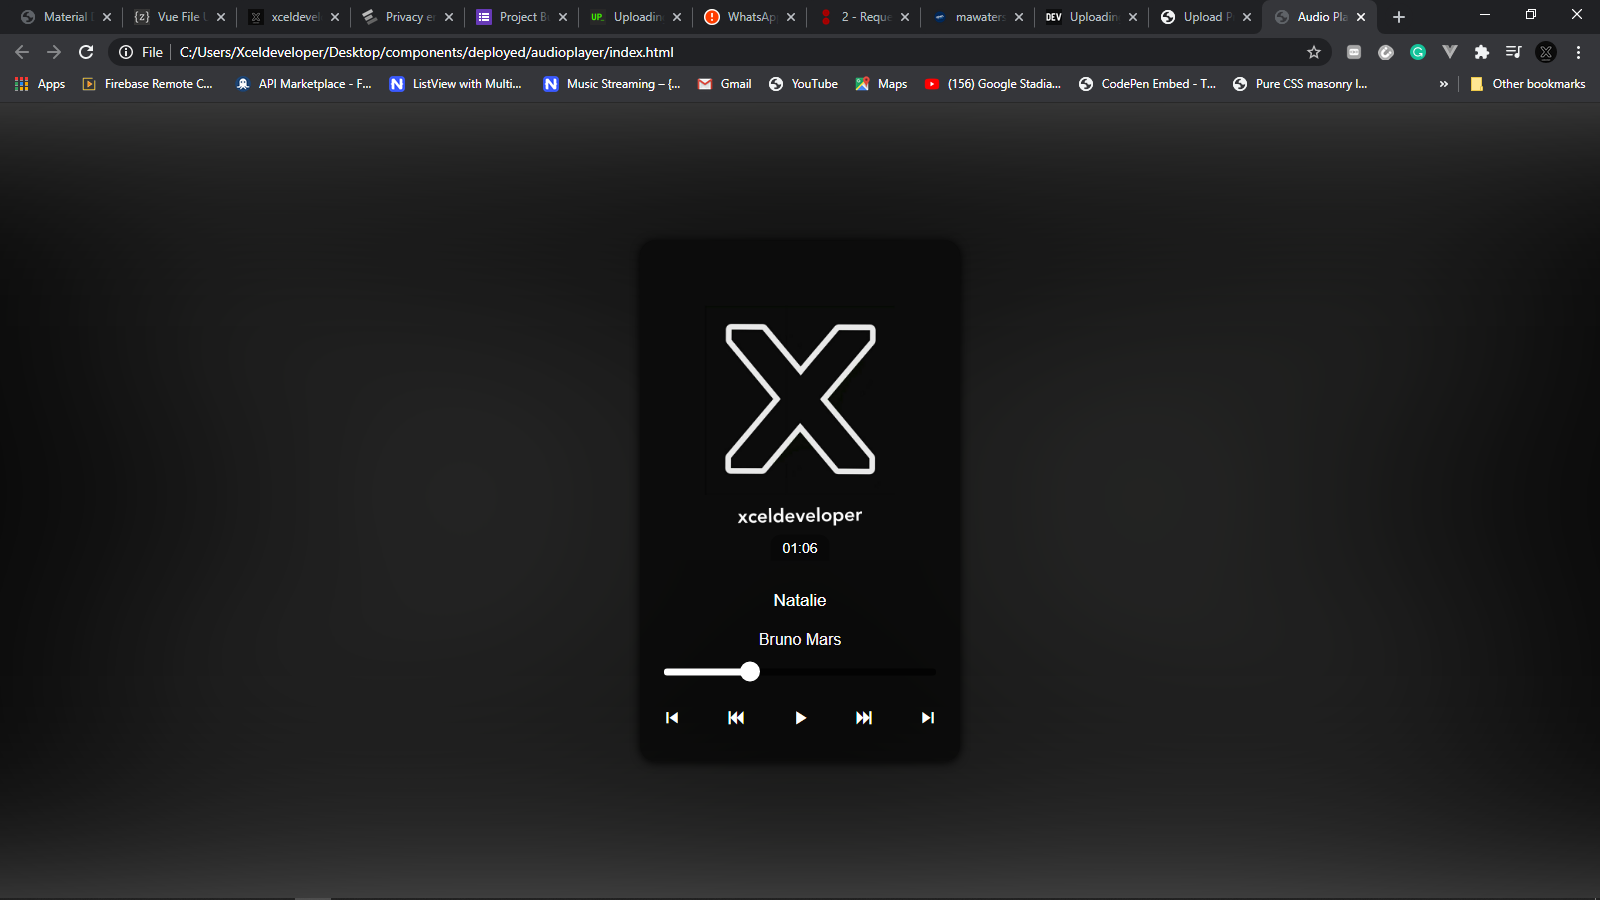 Material
Vue File
xceldevel
Privacy
Project B
UP.
Uploadin
WhatsAp
2 - Reque
mawaters
DEV
Uploadin
Upload P
Audio Pla
File
C:/Users/Xceldeveloper/Desktop/components/deployed/audioplayer/index.html
Apps
Firebase Remote C...
API Marketplace - F...
N
ListView with Multi...
N
Music Streaming – {...
Gmail
YouTube
Maps
(156) Google Stadia...
CodePen Embed - T...
Pure CSS masonry l...
»
Other bookmarks
X
xceldeveloper
01:06
Natalie
Bruno Mars